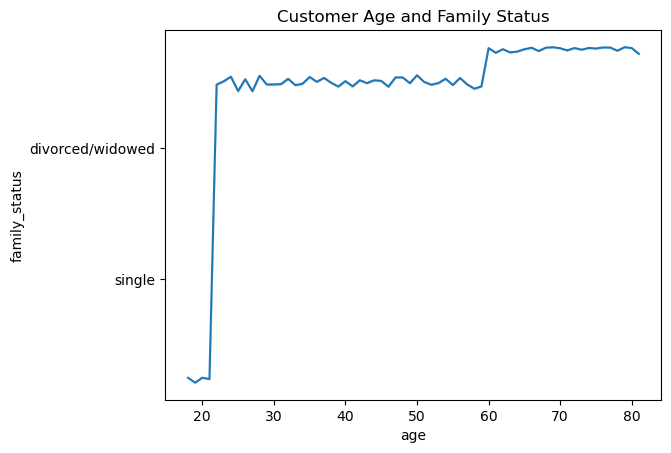 Customer Age and Family Status
family_status
divorced/widowed
single
20 30 40 50 60 70 80
age